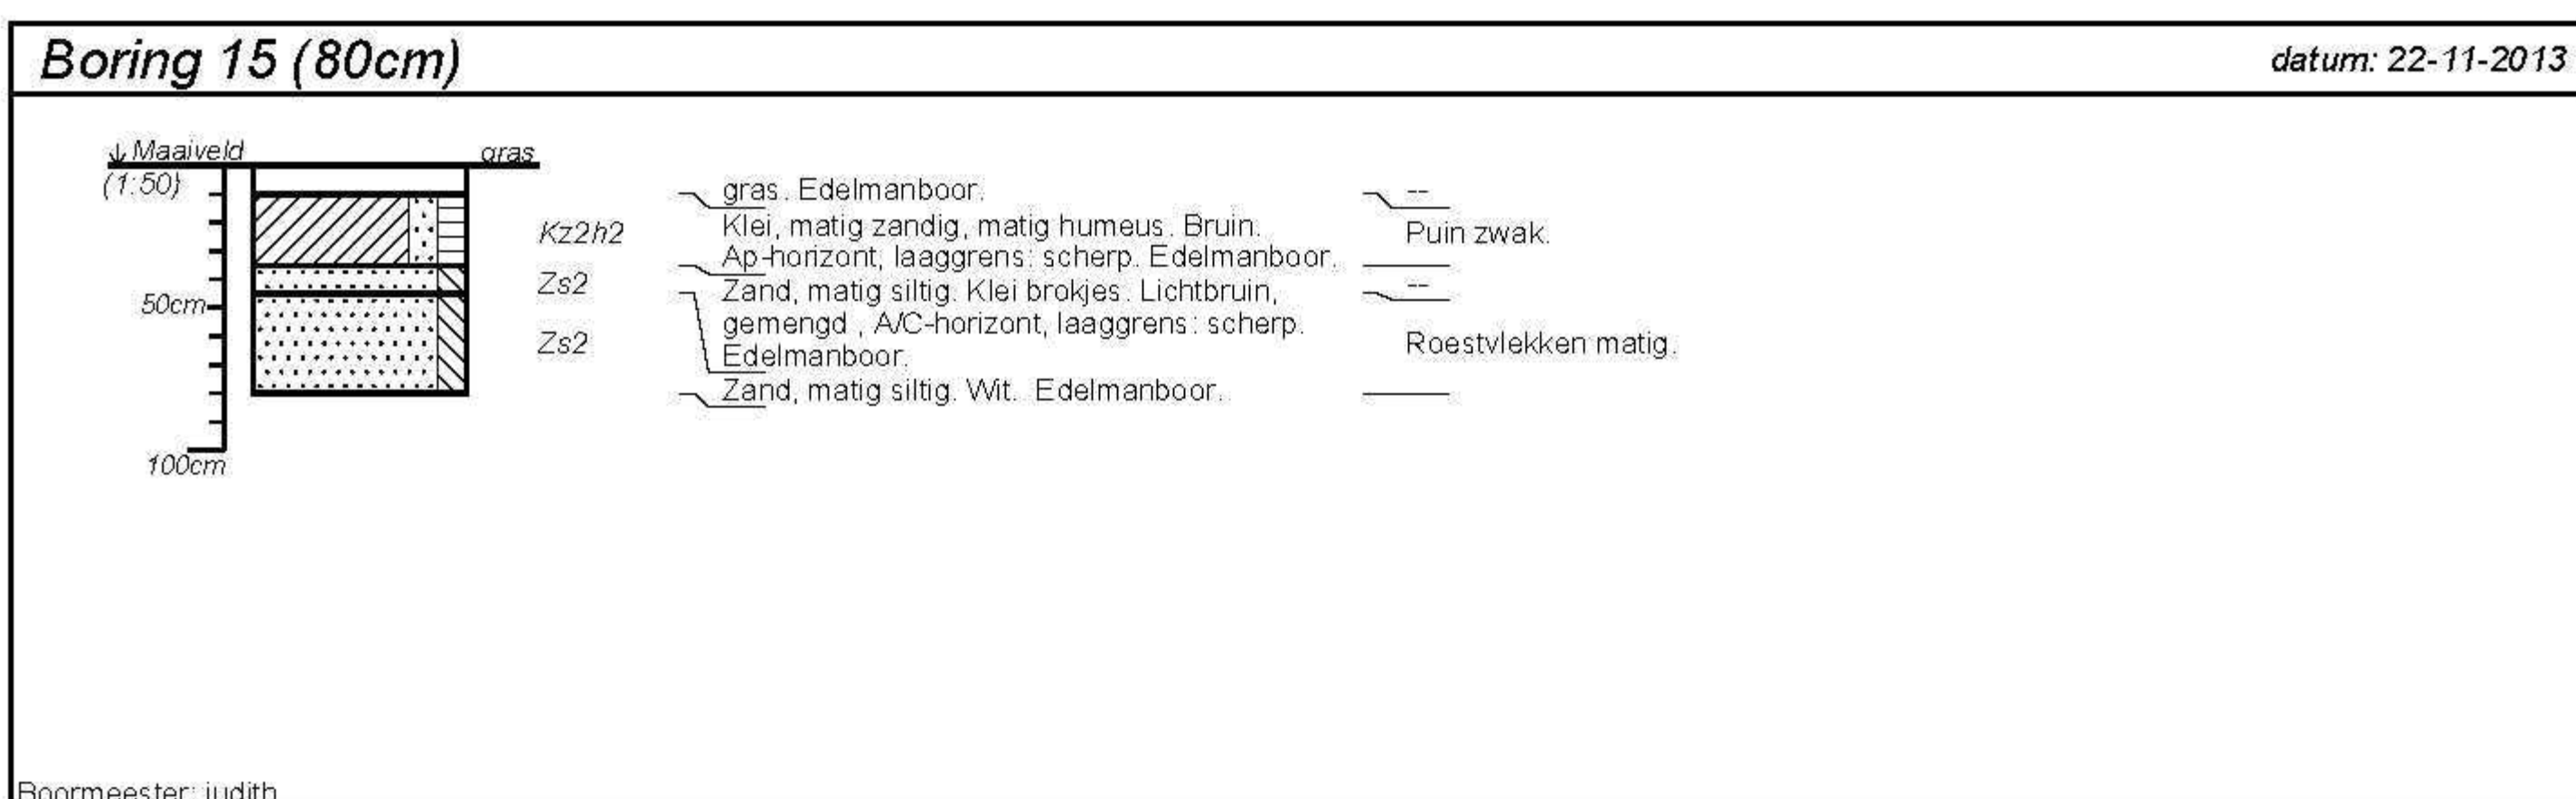 Boring 15 (80cm)
datum: 22-11-2013
↓ Maaiveld
gras
(1:50)
50cm
100cm
Kz2h2
Zs2
Zs2
gras. Edelmanboor.
Klei, matig zandig, matig humeus. Bruin.
Ap-horizont, laaggrens: scherp. Edelmanboor.
Zand, matig siltig. Klei brokjes. Lichtbruin,
gemengd , A/C-horizont, laaggrens: scherp.
Edelmanboor.
Zand, matig siltig. Wit. Edelmanboor.
--
Puin zwak.
--
Roestvlekken matig.
Boormeester: judith